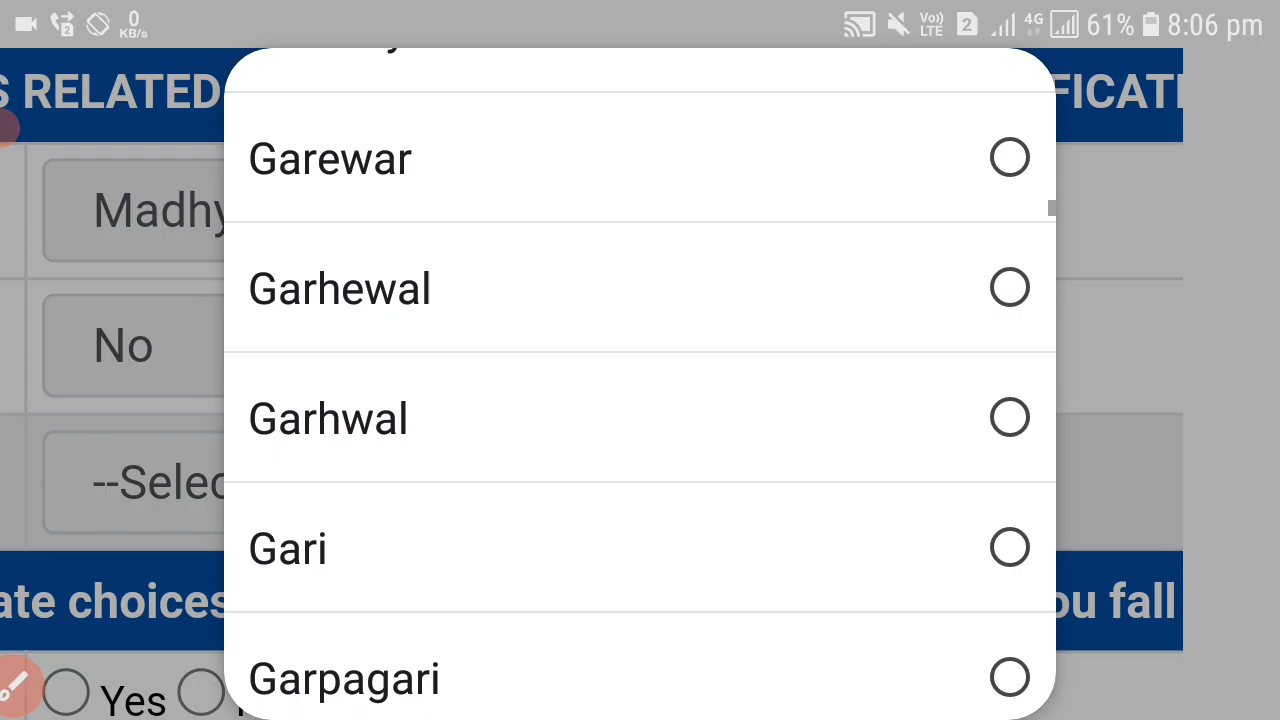 0
KB/s
Vo))
LTE
2
4G
61%
8:06 pm
RELATED
Garewar
Madhy
Garhewal
No
Garhwal
--Selec
Gari
ate choices
ou fall
Garpagari
Yes